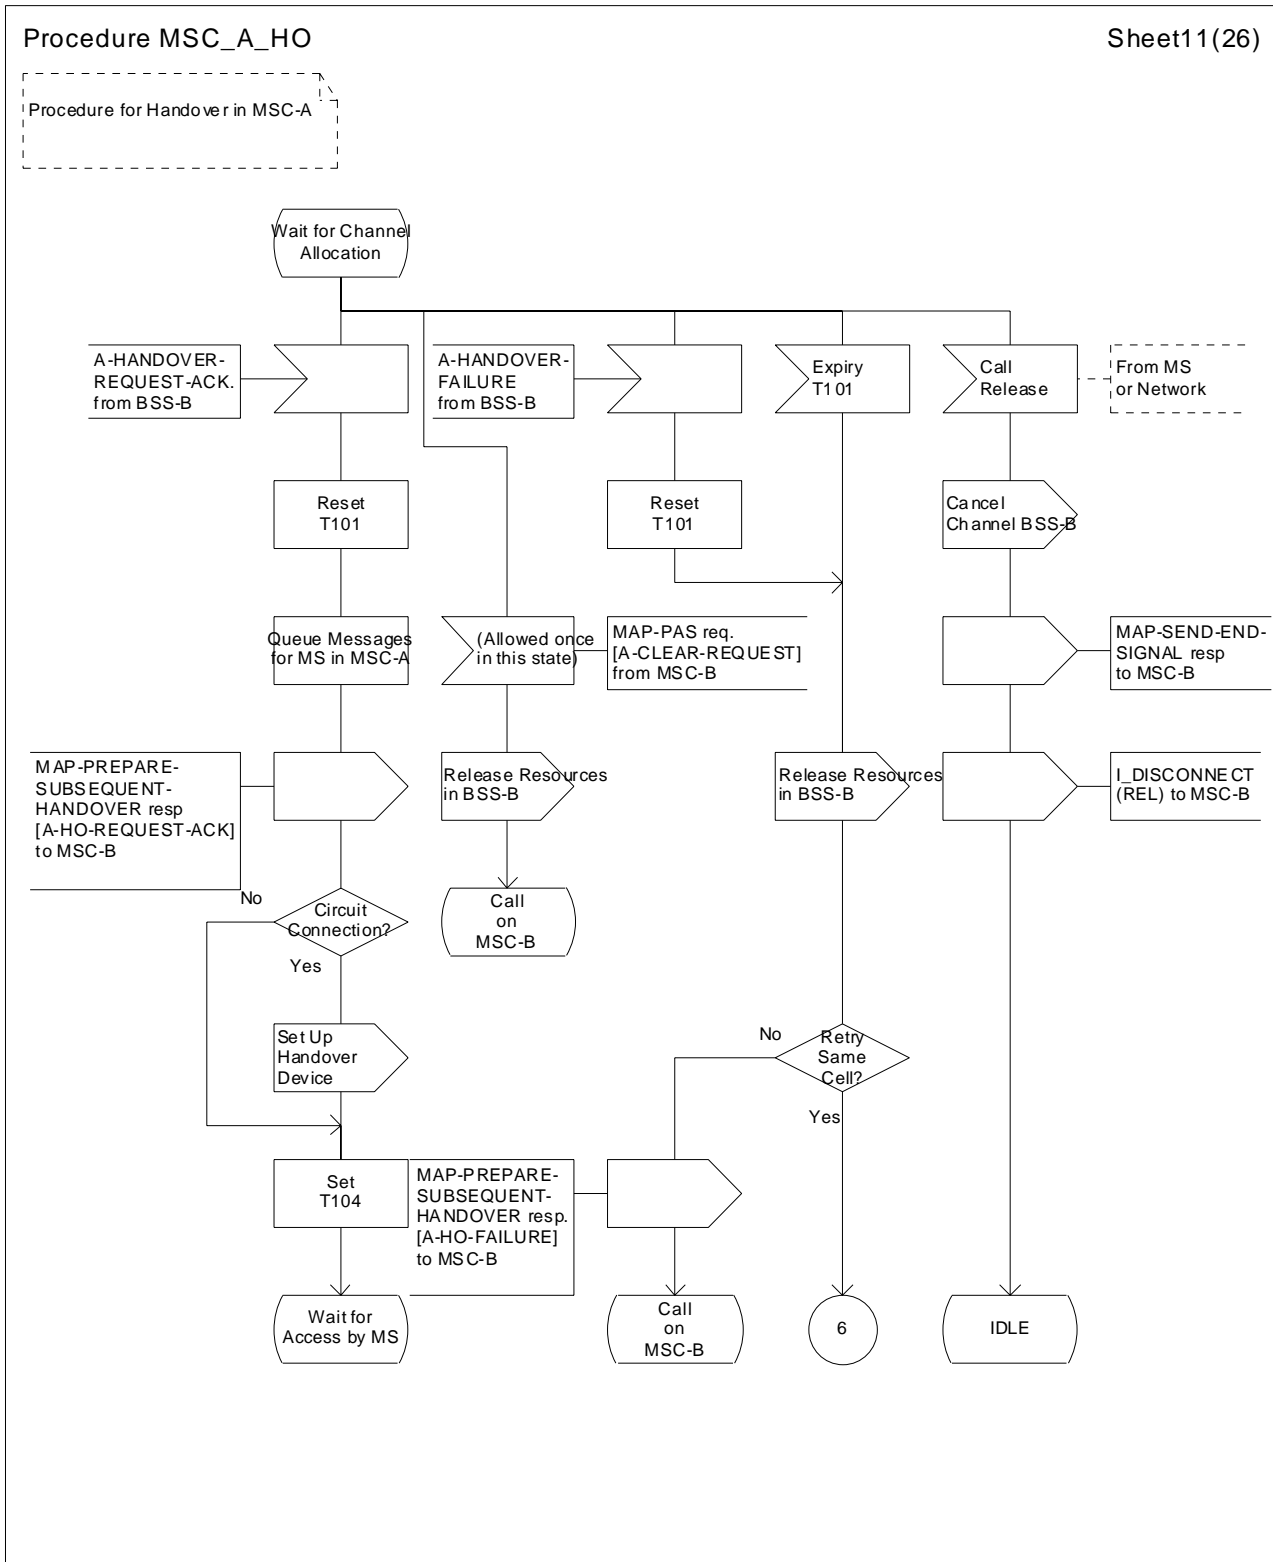 Procedure MSC_A_HO
Sheet11(26)
Procedure for Handover in MSC-A
Wait for Channel
Allocation
A-HANDOVER-
REQUEST-ACK.
from BSS-B
A-HANDOVER-
FAILURE
from BSS-B
Expiry
T101
Call
Release
From MS
or Network
Reset
T101
Reset
T101
Cancel
Channel BSS-B
Queue Messages
for MS in MSC-A
(Allowed once
in this state)
MAP-PAS req.
[A-CLEAR-REQUEST]
from MSC-B
MAP-SEND-END-
SIGNAL resp
to MSC-B
MAP-PREPARE-
SUBSEQUENT-
HANDOVER resp
[A-HO-REQUEST-ACK]
to MSC-B
Release Resources
in BSS-B
Release Resources
in BSS-B
I_DISCONNECT
(REL) to MSC-B
No
Circuit
Connection?
Yes
Call
on
MSC-B
Set Up
Handover
Device
No
Retry
Same
Cell?
Yes
Set
T104
MAP-PREPARE-
SUBSEQUENT-
HANDOVER resp.
[A-HO-FAILURE]
to MSC-B
Wait for
Access by MS
Call
on
MSC-B
6
IDLE